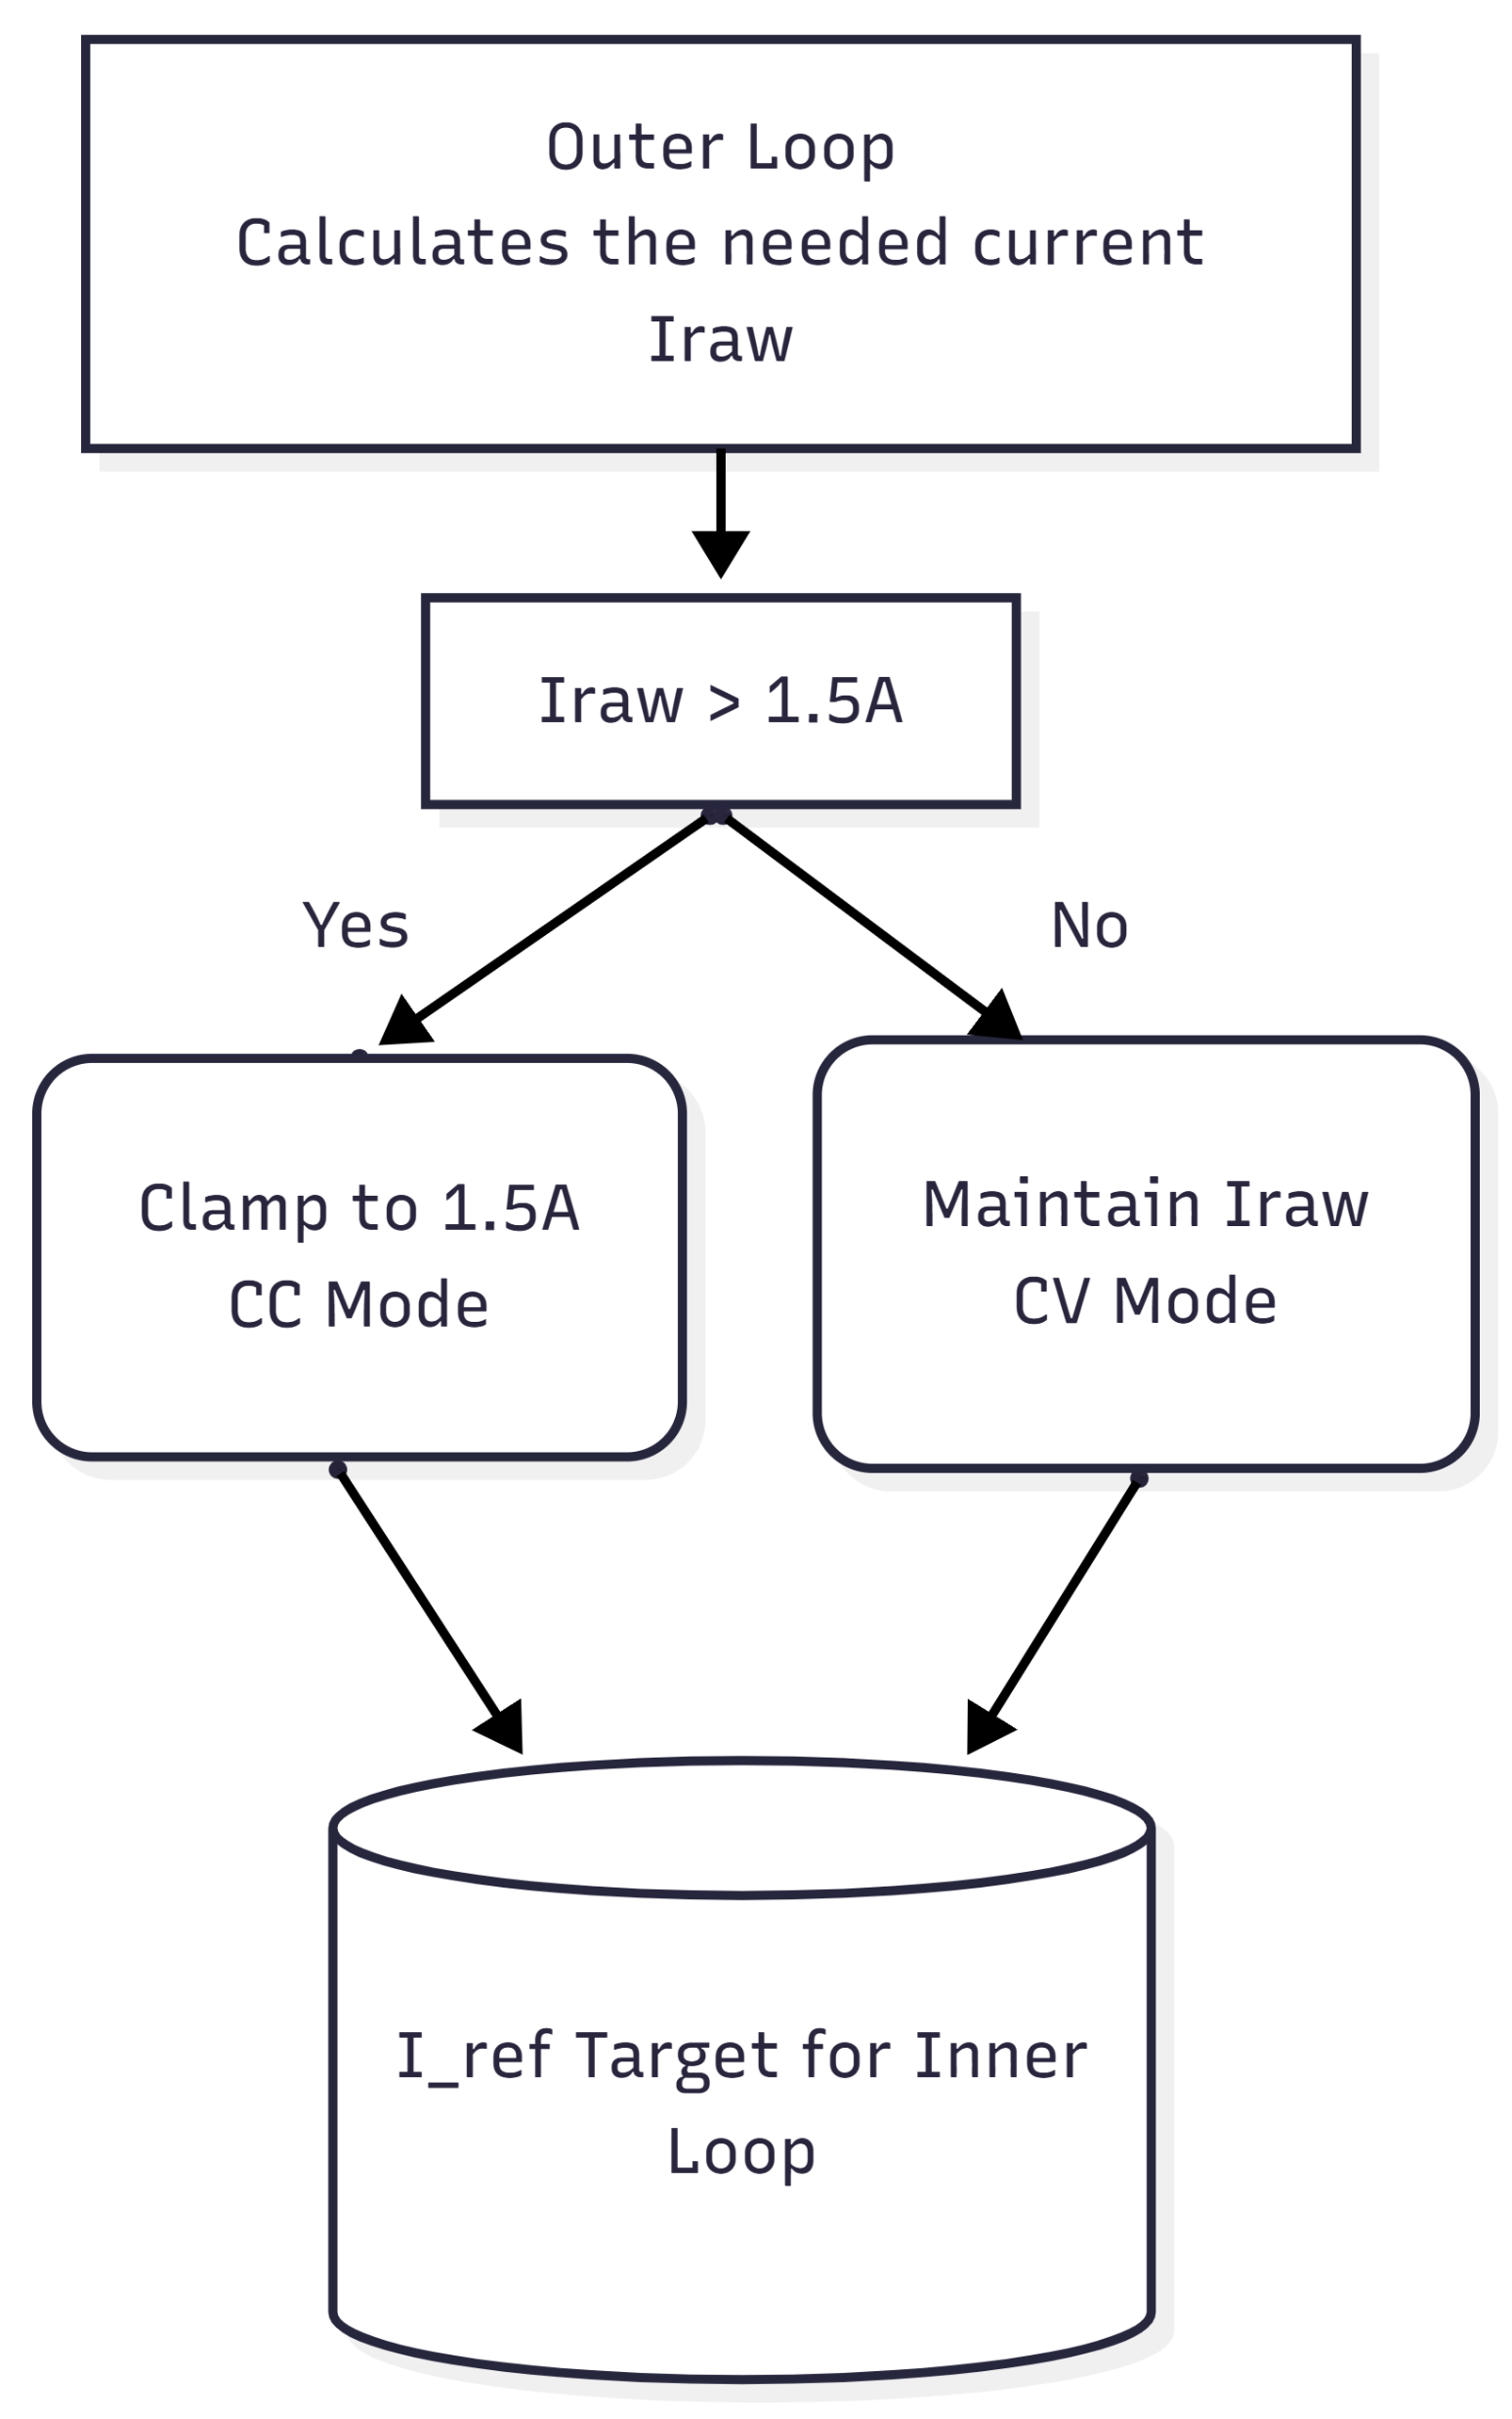 Outer Loop
Calculates the needed current
Iraw
Iraw > 1.5A
Yes
No
Clamp to 1.5A
CC Mode
Maintain Iraw
CV Mode
I_ref Target for Inner
Loop